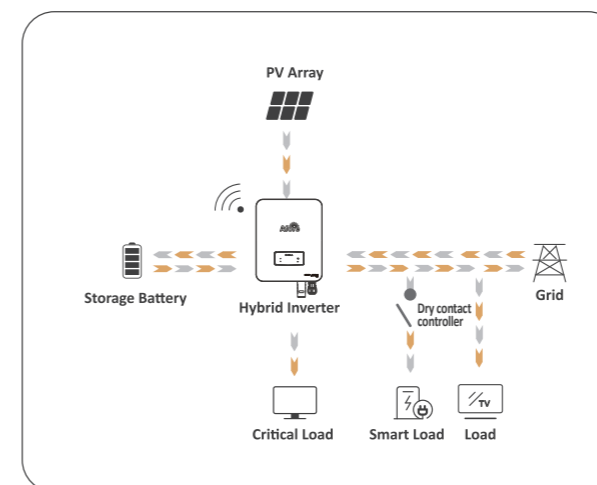 PV Array
Storage Battery
Hybrid Inverter
Grid
Dry contact
controller
Critical Load
Smart Load
Load
TV